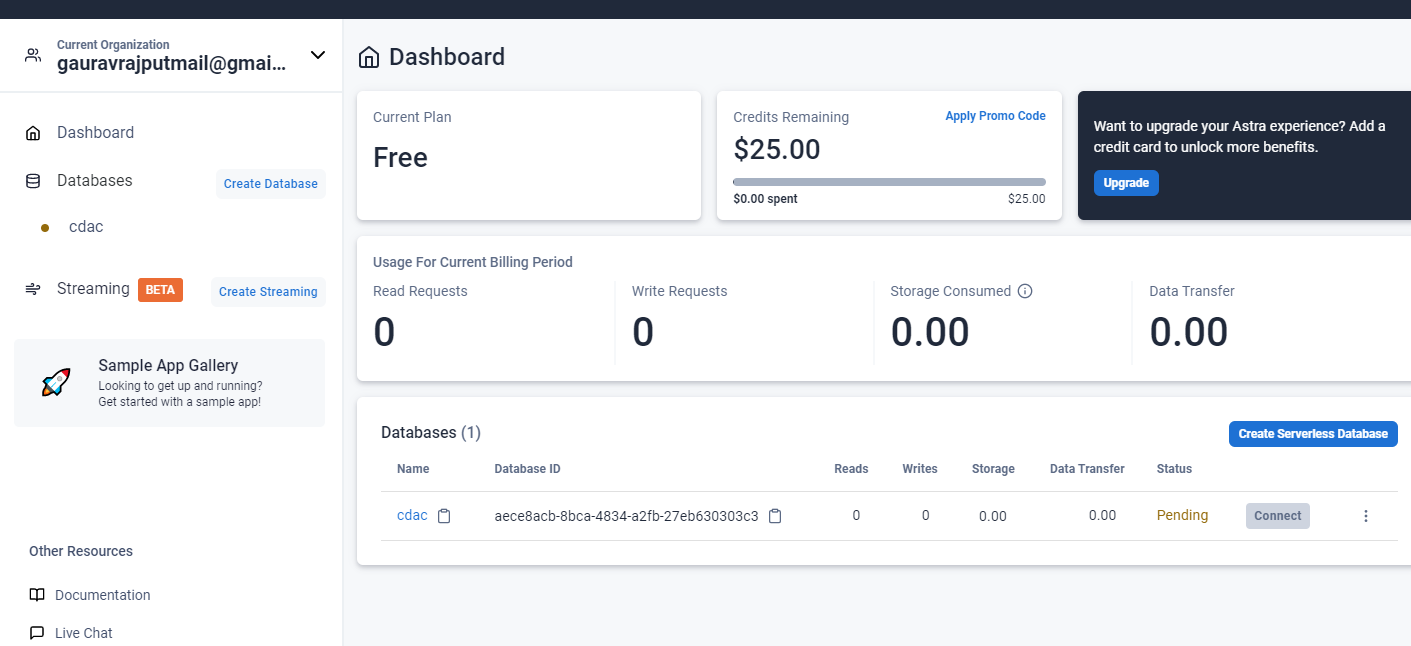 Current Organization
gauravrajputmail@gmai...
Dashboard
Databases
Create Database
cdac
Streaming BETA
Create Streaming
Sample App Gallery
Looking to get up and running?
Get started with a sample app!
Other Resources
Documentation
Live Chat
Dashboard
Current Plan
Free
Credits Remaining
Apply Promo Code
$25.00
$0.00 spent
$25.00
Want to upgrade your Astra experience? Add a
credit card to unlock more benefits.
Upgrade
Usage For Current Billing Period
Read Requests
0
Write Requests
0
Storage Consumed
0.00
Data Transfer
0.00
Databases (1)
Create Serverless Database
Name Database ID Reads Writes Storage Data Transfer Status
cdac aece8acb-8bca-4834-a2fb-27eb630303c3 0 0 0.00 0.00 Pending Connect